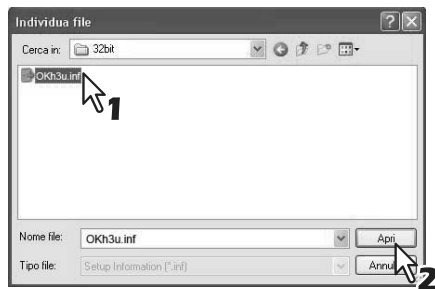 Individua file
Cerca in: 32bit
OKh3u.inf
1
Nome file: OKh3u.inf Apri
Tipo file: Setup Information (*.inf)
2